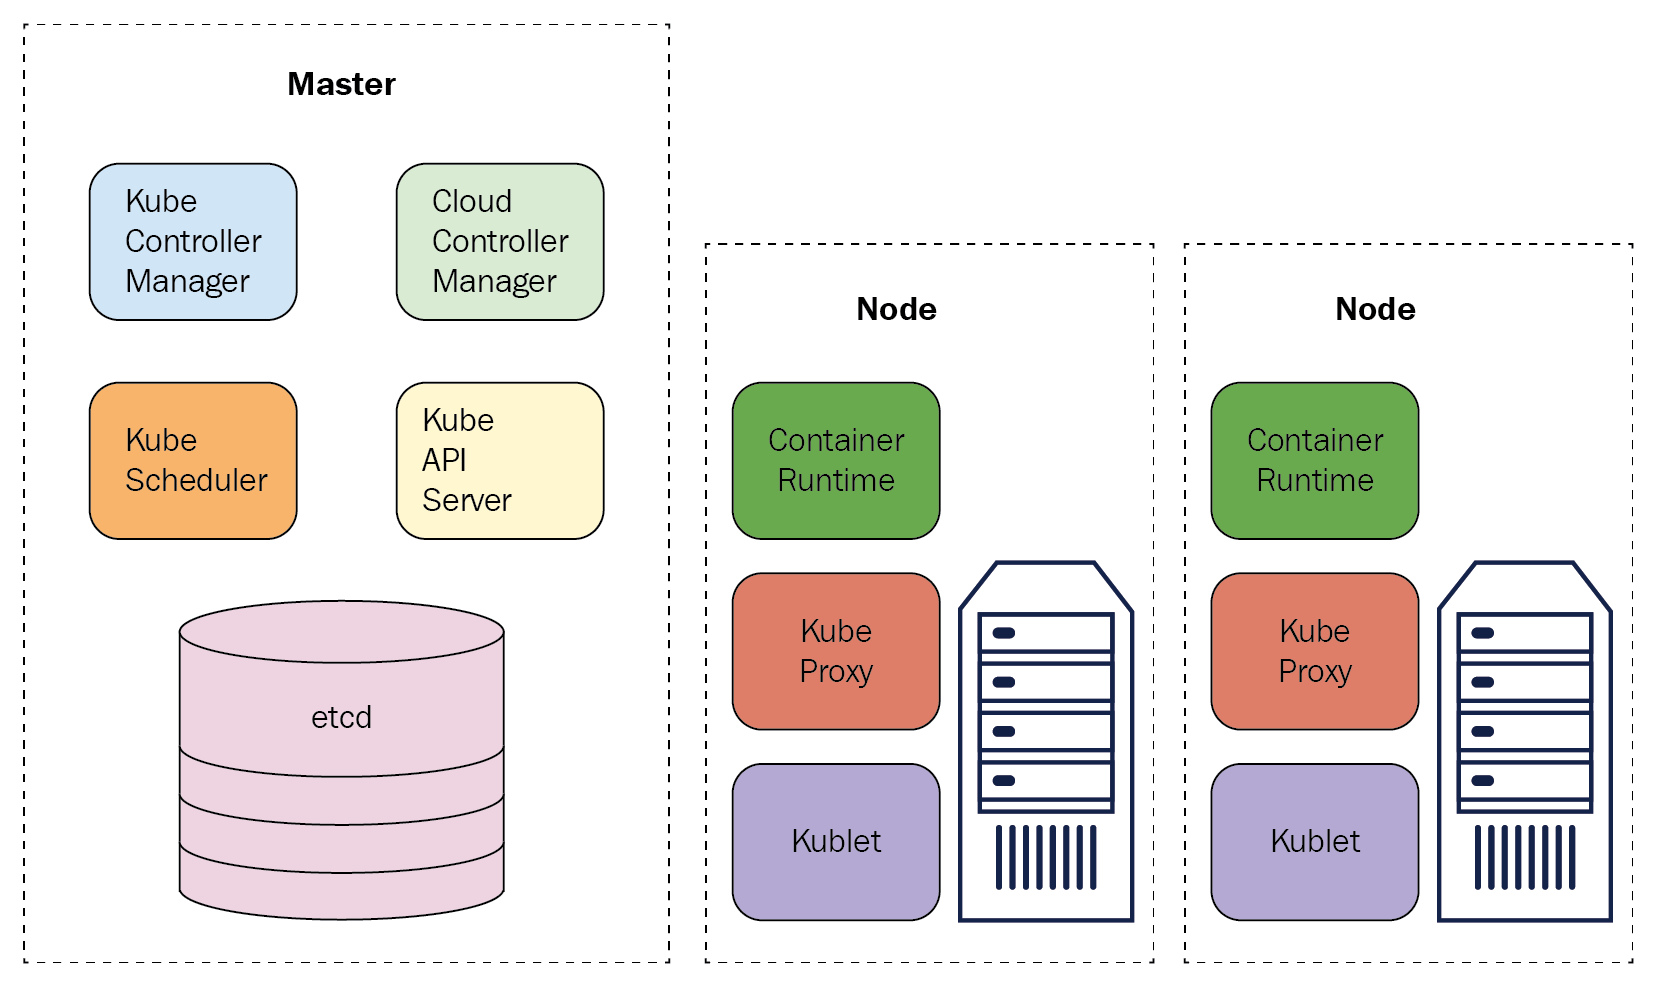 Master
Kube
Controller
Manager
Cloud
Controller
Manager
Kube
Scheduler
Kube
API
Server
etcd
Node
Container
Runtime
Kube
Proxy
Kublet
Node
Container
Runtime
Kube
Proxy
Kublet